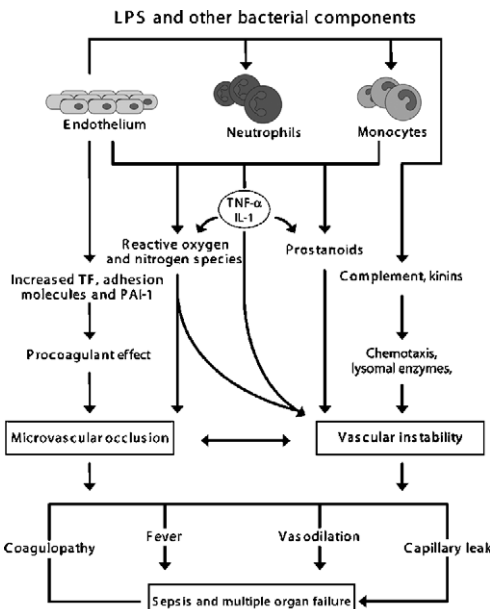 LPS and other bacterial components
Endothelium
Neutrophils
Monocytes
TNF-α
IL-1
Reactive oxygen
and nitrogen species
Prostanoids
Increased TF, adhesion
molecules and PAI-1
Complement, kinins
Procoagulant effect
Chemotaxis,
lysomal enzymes,
Microvascular occlusion
Vascular instability
Coagulopathy
Fever
Vasodilation
Capillary leak
Sepsis and multiple organ failure